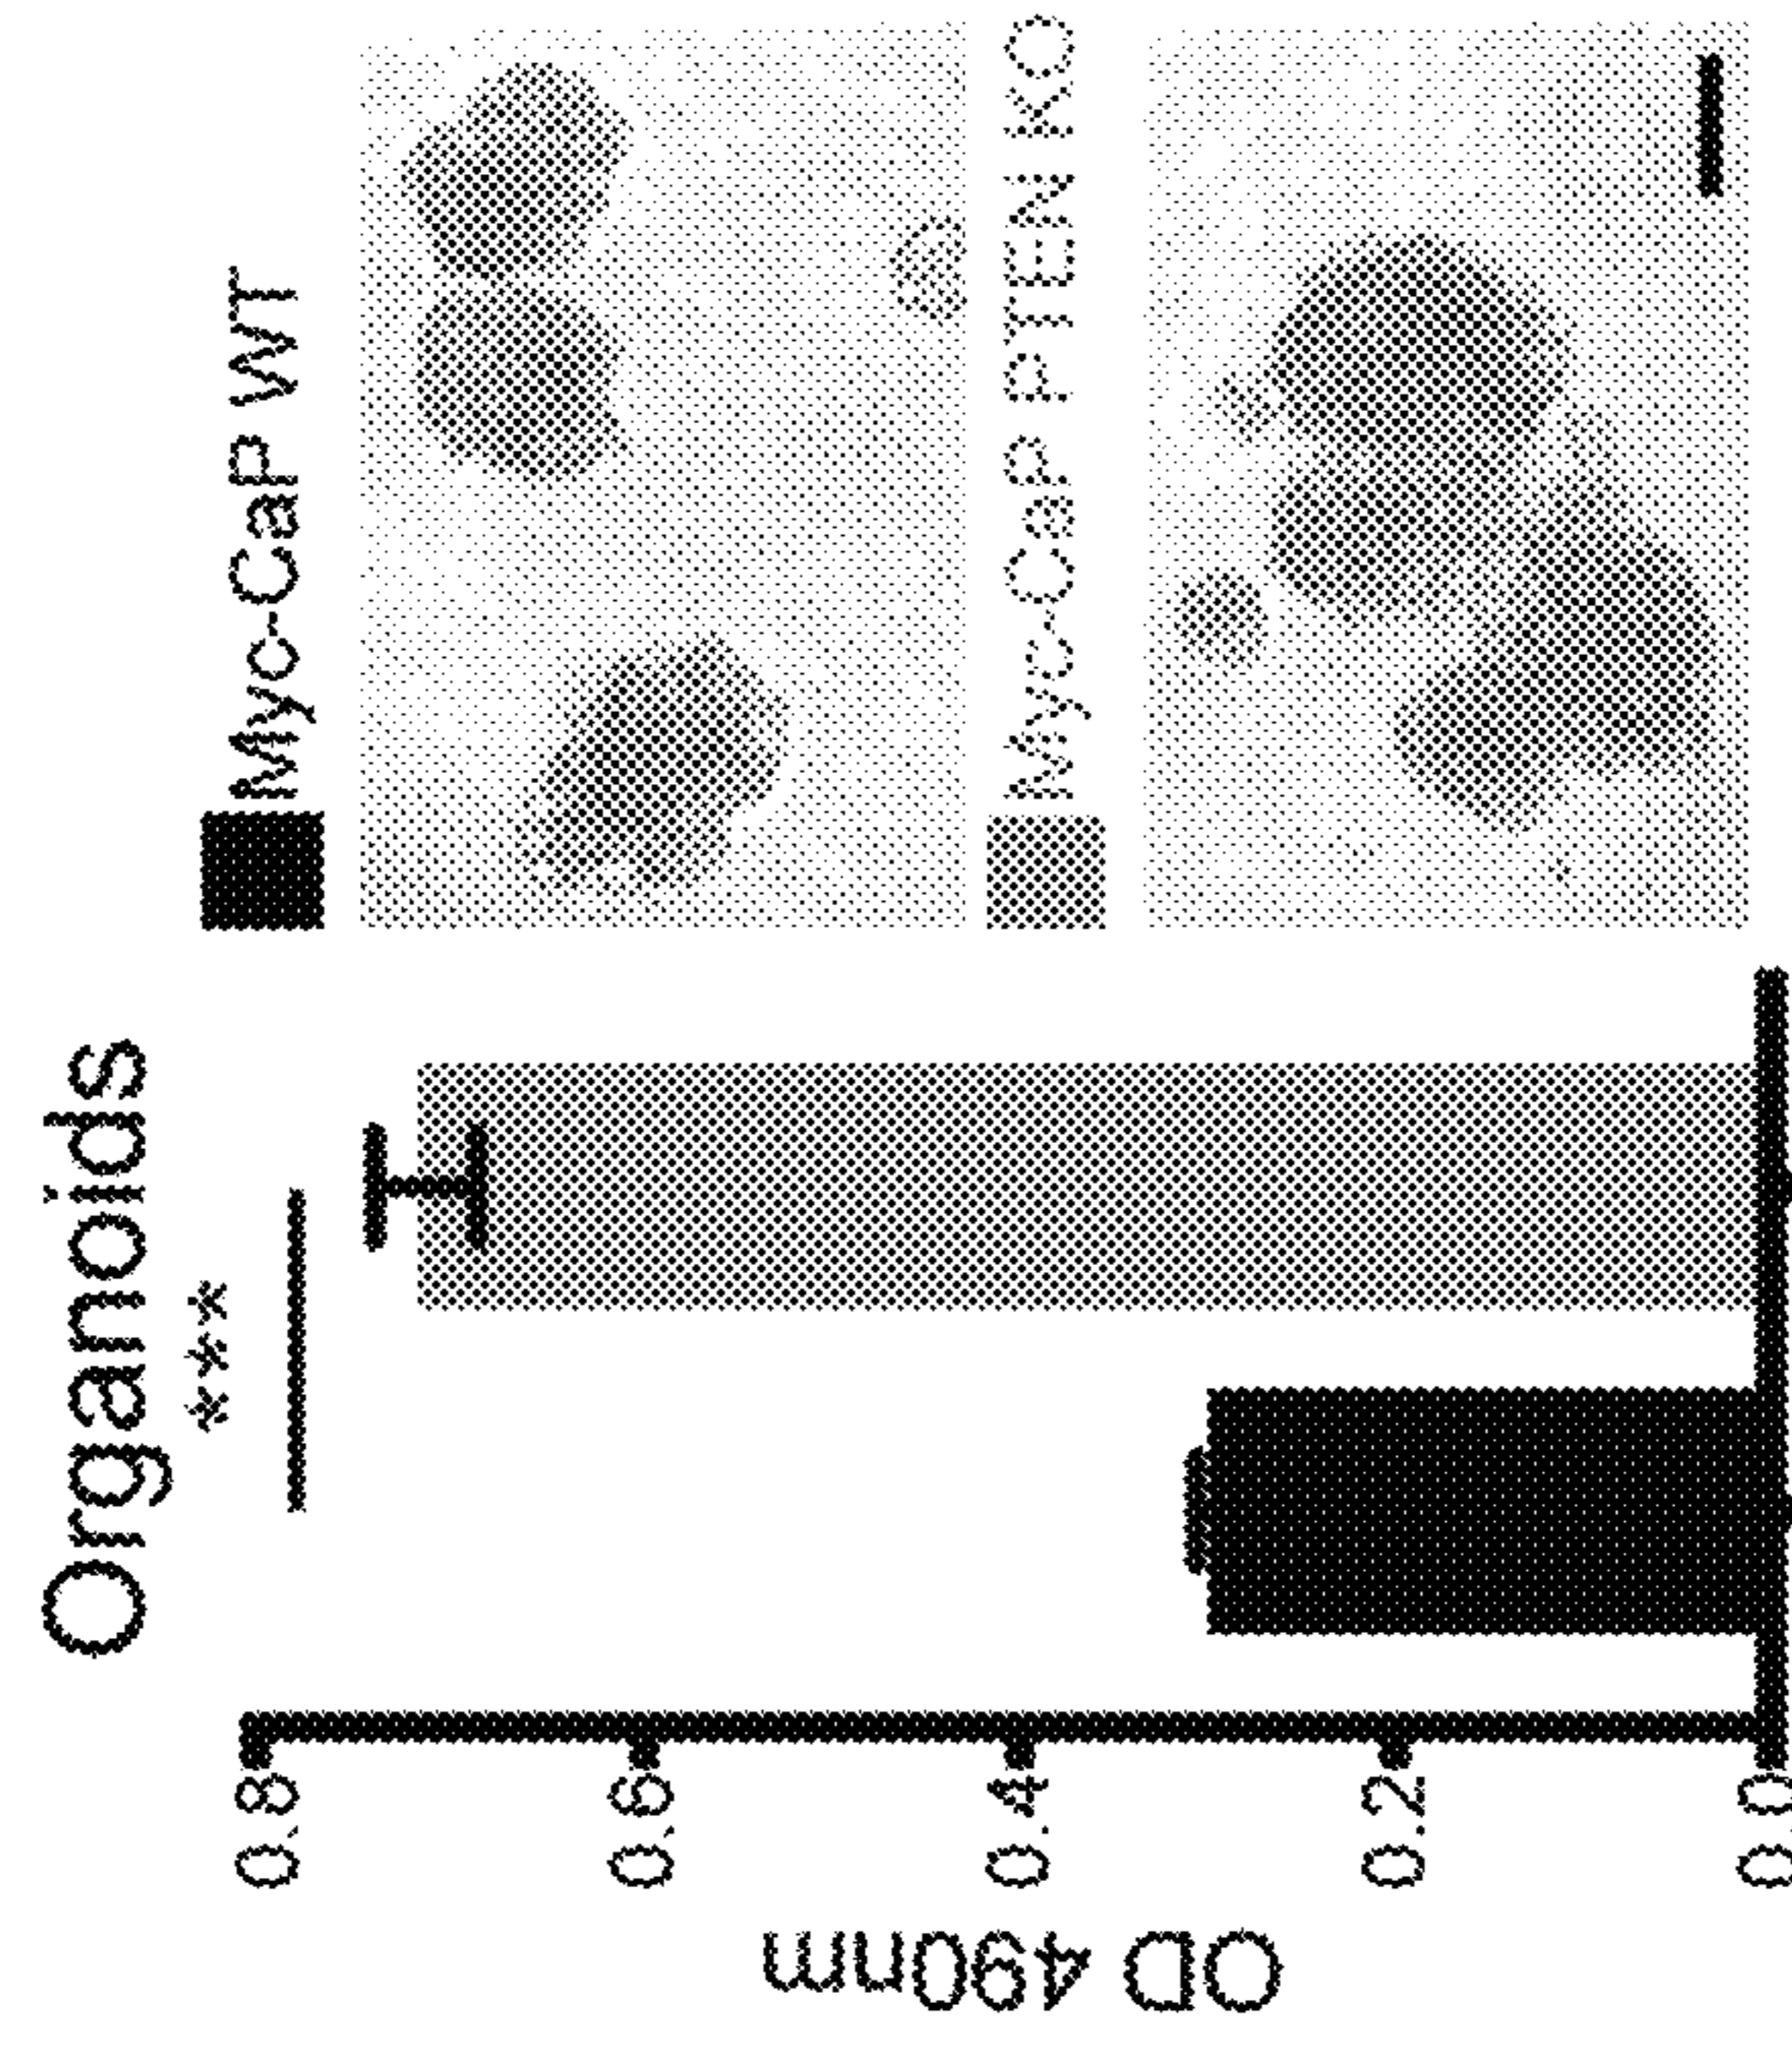 Organoids
***
Myc-CaP WT
Myc-CaP PTEN KO
OD 490nm
0.8
0.6
0.4
0.2
0.0